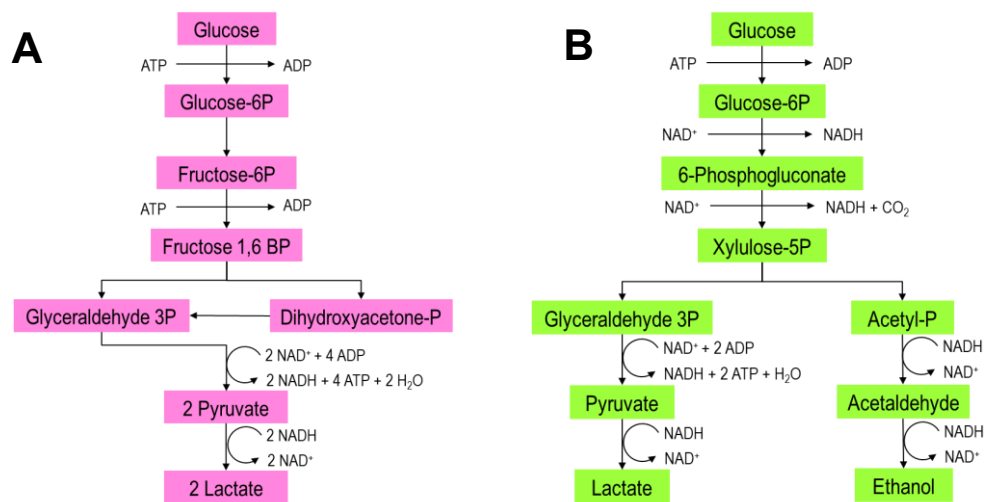 A
Glucose
ATP
ADP
Glucose-6P
Fructose-6P
ATP
ADP
Fructose 1,6 BP
Glyceraldehyde 3P
Dihydroxyacetone-P
2 NAD⁺ + 4 ADP
2 NADH + 4 ATP + 2 H₂O
2 Pyruvate
2 NADH
2 NAD⁺
2 Lactate
B
Glucose
ATP
ADP
Glucose-6P
NAD⁺
NADH
6-Phosphogluconate
NAD⁺
NADH + CO₂
Xylulose-5P
Glyceraldehyde 3P
NAD⁺ + 2 ADP
NADH + 2 ATP + H₂O
Pyruvate
NADH
NAD⁺
Lactate
Acetyl-P
NADH
NAD⁺
Acetaldehyde
NADH
NAD⁺
Ethanol